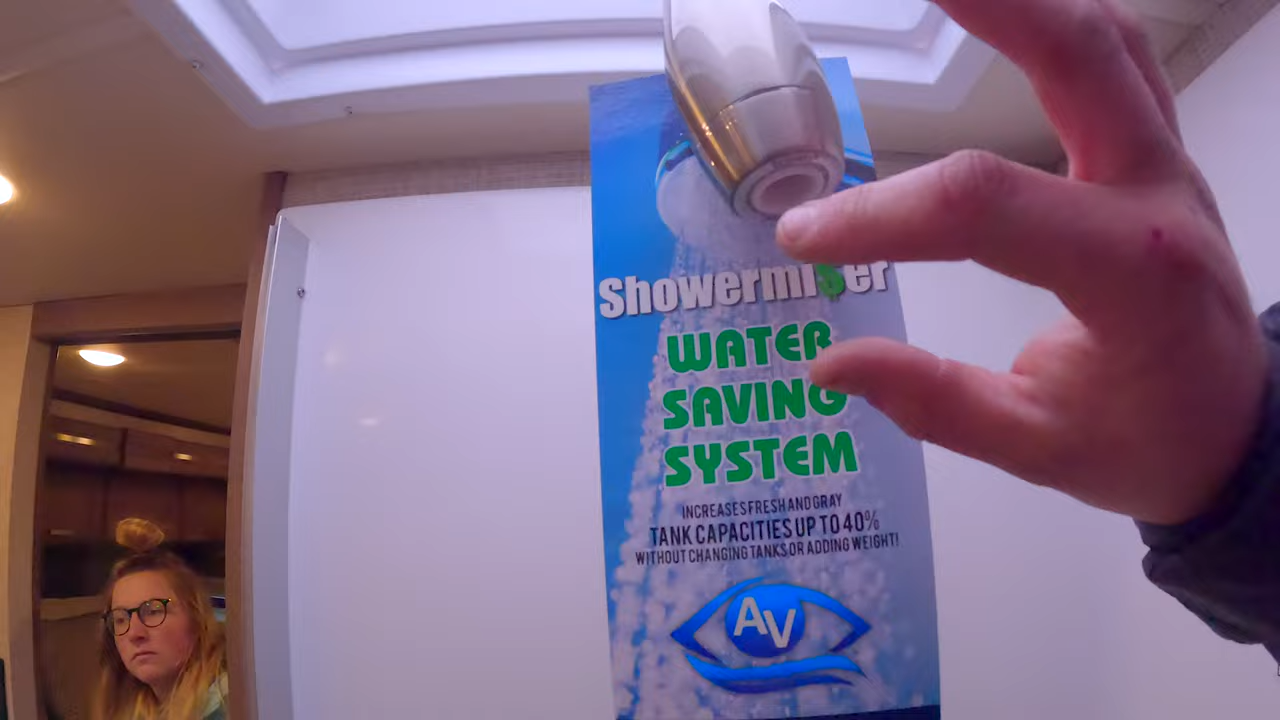 Showermi$er
WATER
SAVING
SYSTEM
INCREASES FRESH AND GRAY
TANK CAPACITIES UP TO 40%
WITHOUT CHANGING TANKS OR ADDING WEIGHT!
AV